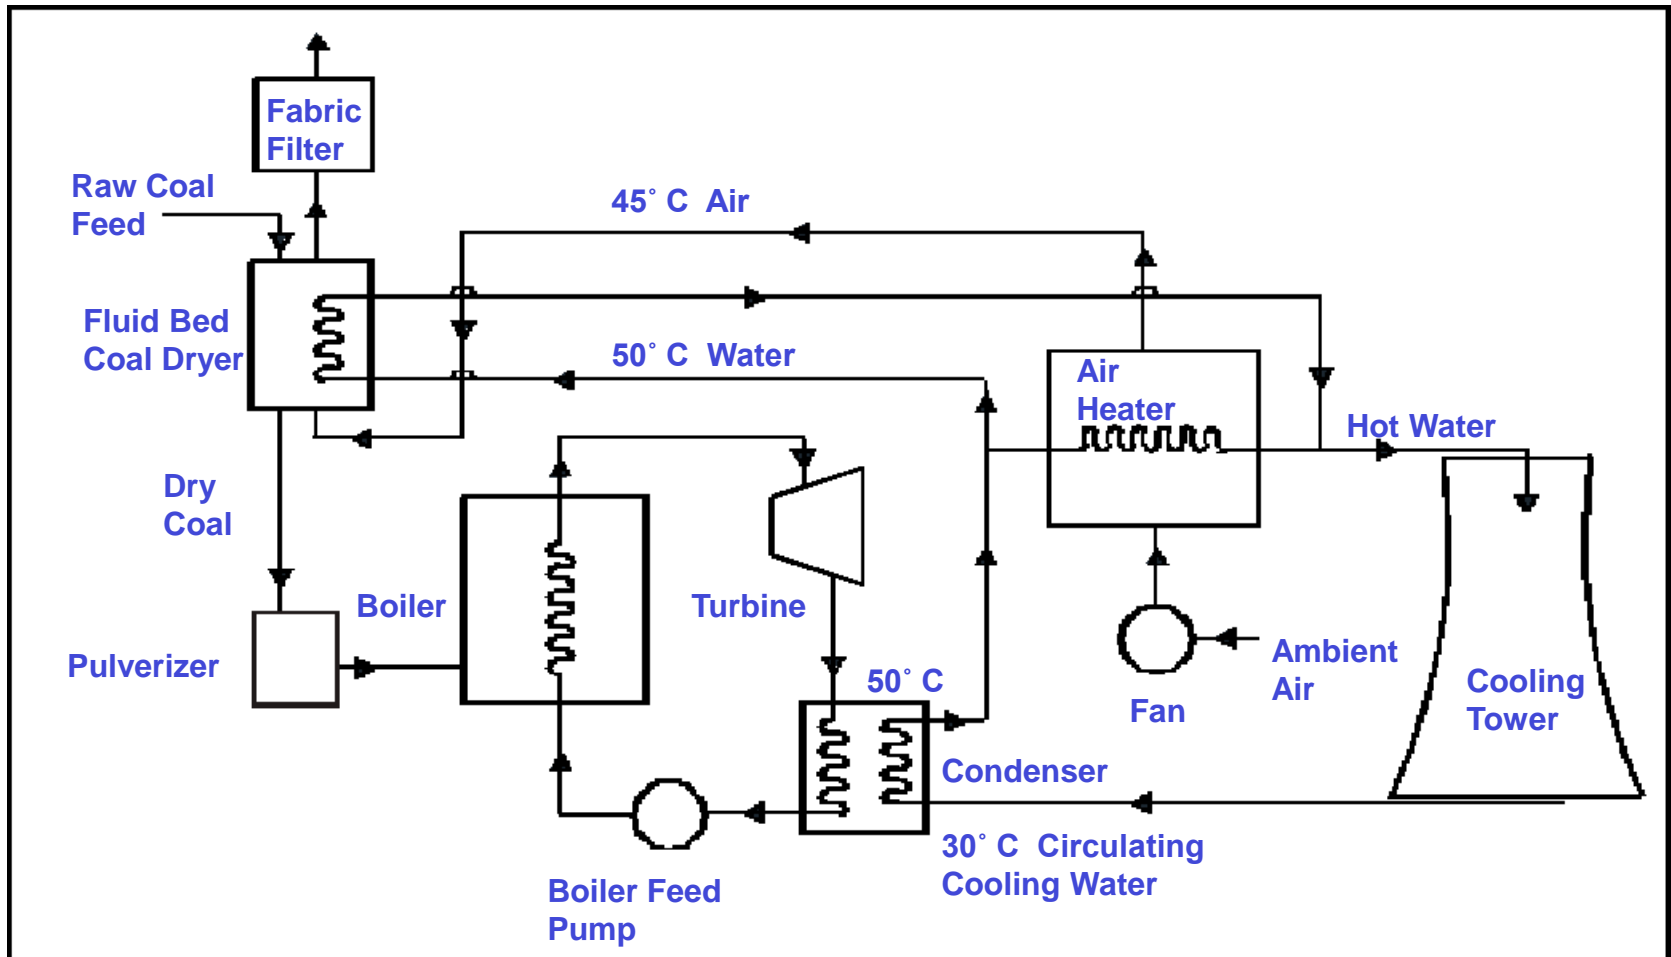 Fabric
Filter
Raw Coal
Feed
45° C Air
Fluid Bed
Coal Dryer
50° C Water
Air
Heater
Hot Water
Dry
Coal
Boiler
Turbine
Pulverizer
50° C
Ambient
Air
Fan
Cooling
Tower
Condenser
30° C Circulating
Cooling Water
Boiler Feed
Pump